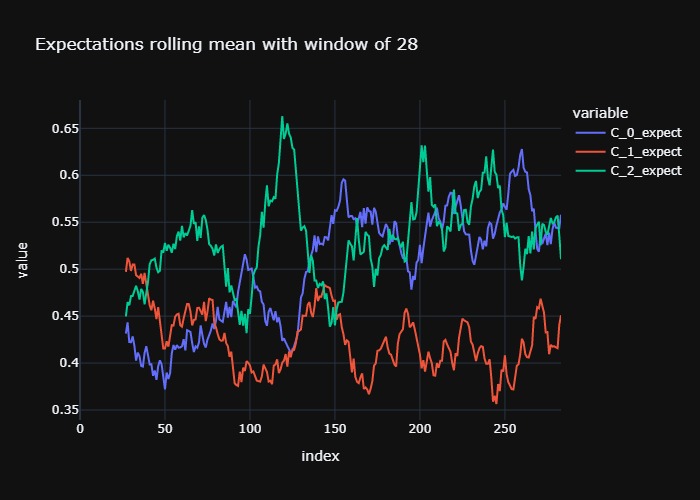 Expectations rolling mean with window of 28
variable
C_0_expect
C_1_expect
C_2_expect
value
0.65
0.6
0.55
0.5
0.45
0.4
0.35
0 50 100 150 200 250
index